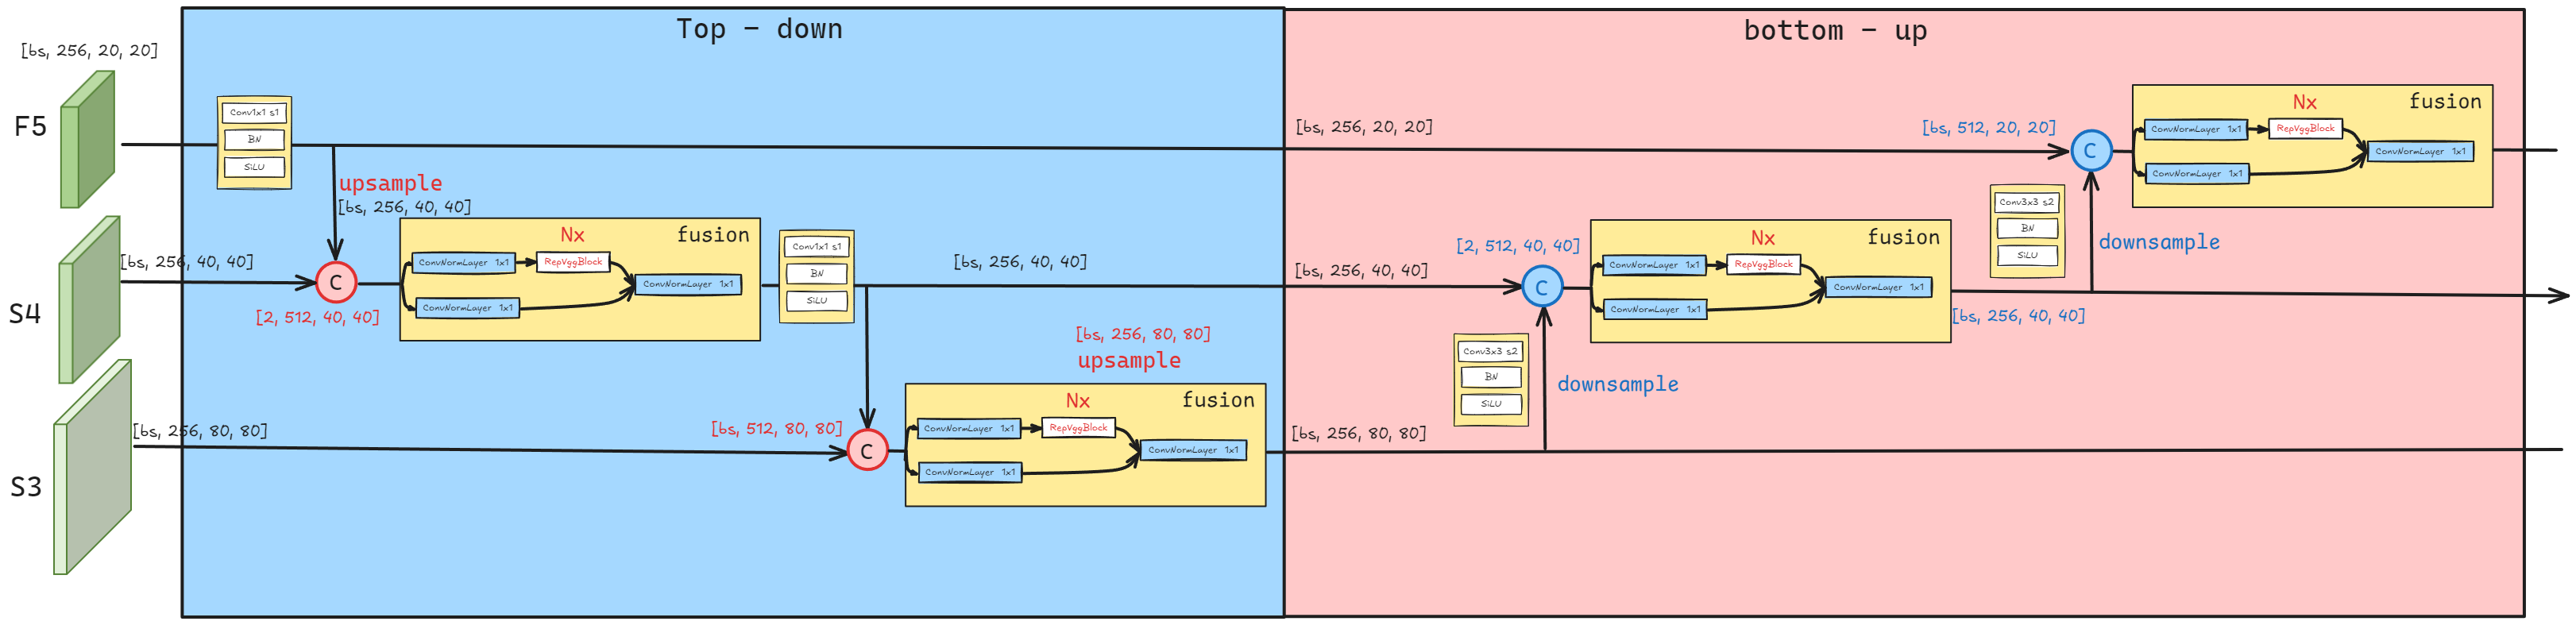 Top - down
bottom - up
[bs, 256, 20, 20]
F5
Conv1x1 s1
BN
SiLU
upsample
[bs, 256, 40, 40]
[bs, 256, 20, 20]
[bs, 512, 20, 20]
C
Nx
fusion
ConvNormLayer 1x1
RepVggBlock
ConvNormLayer 1x1
ConvNormLayer 1x1
S4
[bs, 256, 40, 40]
C
[2, 512, 40, 40]
Nx
fusion
ConvNormLayer 1x1
RepVggBlock
ConvNormLayer 1x1
ConvNormLayer 1x1
Conv1x1 s1
BN
SiLU
[bs, 256, 40, 40]
[bs, 256, 40, 40]
[2, 512, 40, 40]
C
Nx
fusion
ConvNormLayer 1x1
RepVggBlock
ConvNormLayer 1x1
ConvNormLayer 1x1
[bs, 256, 40, 40]
Conv3x3 s2
BN
SiLU
downsample
S3
[bs, 256, 80, 80]
[bs, 512, 80, 80]
C
[bs, 256, 80, 80]
upsample
Nx
fusion
ConvNormLayer 1x1
RepVggBlock
ConvNormLayer 1x1
ConvNormLayer 1x1
[bs, 256, 80, 80]
Conv3x3 s2
BN
SiLU
downsample